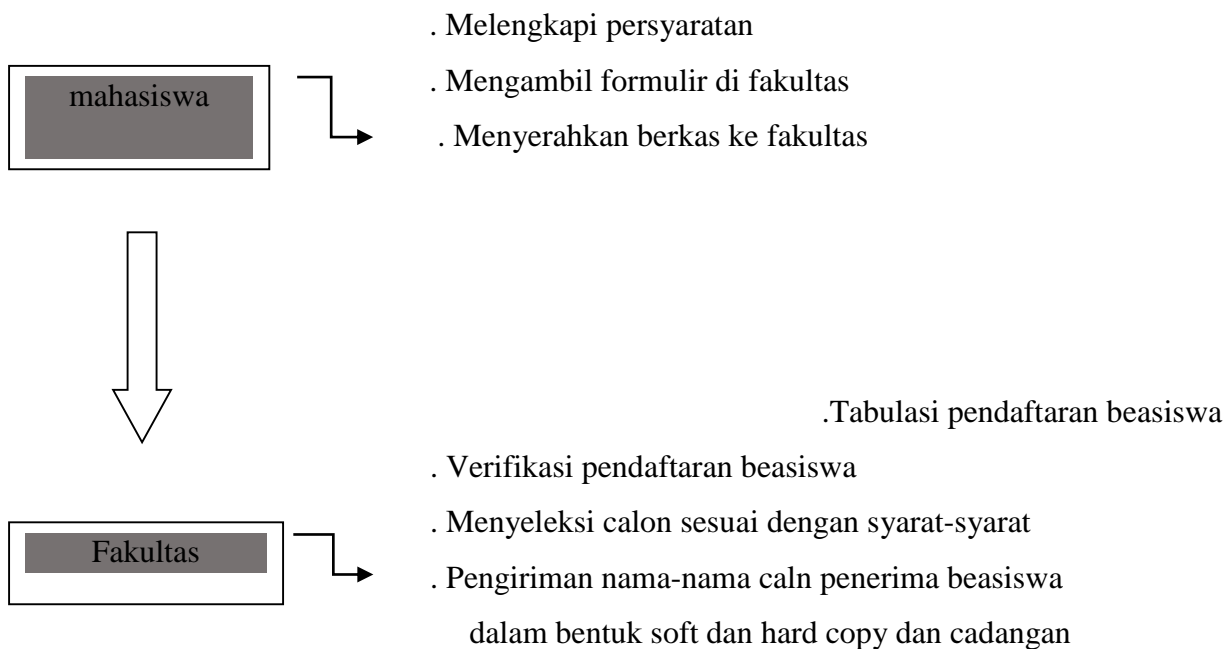 . Melengkapi persyaratan
mahasiswa
. Mengambil formulir di fakultas
. Menyerahkan berkas ke fakultas
.Tabulasi pendaftaran beasiswa
. Verifikasi pendaftaran beasiswa
. Menyeleksi calon sesuai dengan syarat-syarat
Fakultas
. Pengiriman nama-nama caln penerima beasiswa
dalam bentuk soft dan hard copy dan cadangan